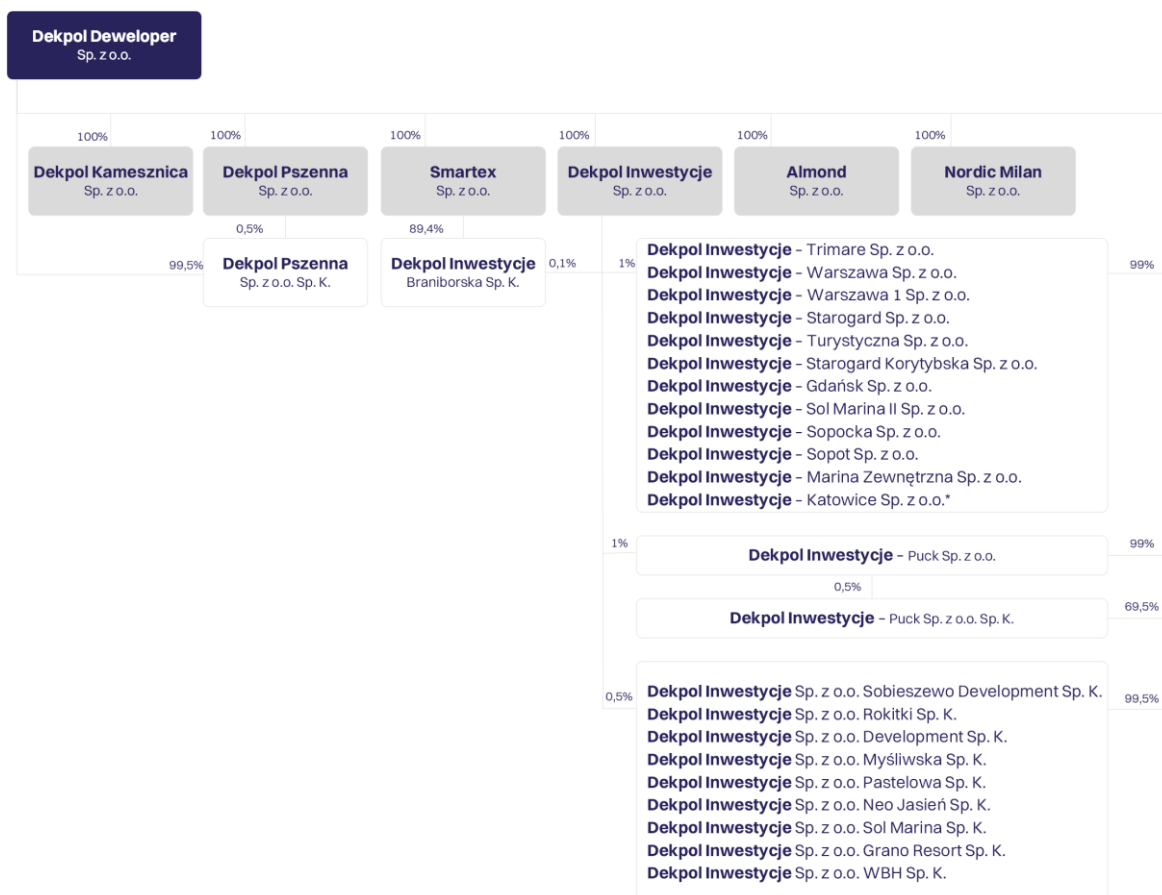 Dekpol Deweloper
Sp. z o.o.
100%
100%
100%
100%
100%
100%
Dekpol Kamesznica
Sp. z o.o.
Dekpol Pszenna
Sp. z o.o.
Smartex
Sp. z o.o.
Dekpol Inwestycje
Sp. z o.o.
Almond
Sp. z o.o.
Nordic Milan
Sp. z o.o.
0,5%
89,4%
99,5%
Dekpol Pszenna
Sp. z o.o. Sp. K.
Dekpol Inwestycje
Braniborska Sp. K.
0,1%
1%
99%
Dekpol Inwestycje – Trimare Sp. z o.o.
Dekpol Inwestycje – Warszawa Sp. z o.o.
Dekpol Inwestycje – Warszawa 1 Sp. z o.o.
Dekpol Inwestycje – Starogard Sp. z o.o.
Dekpol Inwestycje – Turystyczna Sp. z o.o.
Dekpol Inwestycje – Starogard Korytybska Sp. z o.o.
Dekpol Inwestycje – Gdańsk Sp. z o.o.
Dekpol Inwestycje – Sol Marina II Sp. z o.o.
Dekpol Inwestycje – Sopocka Sp. z o.o.
Dekpol Inwestycje – Sopot Sp. z o.o.
Dekpol Inwestycje – Marina Zewnętrzna Sp. z o.o.
Dekpol Inwestycje – Katowice Sp. z o.o.*
1%
Dekpol Inwestycje – Puck Sp. z o.o.
99%
0,5%
Dekpol Inwestycje – Puck Sp. z o.o. Sp. K.
69,5%
0,5%
99,5%
Dekpol Inwestycje Sp. z o.o. Sobieszewo Development Sp. K.
Dekpol Inwestycje Sp. z o.o. Rokitki Sp. K.
Dekpol Inwestycje Sp. z o.o. Development Sp. K.
Dekpol Inwestycje Sp. z o.o. Myśliwska Sp. K.
Dekpol Inwestycje Sp. z o.o. Pastelowa Sp. K.
Dekpol Inwestycje Sp. z o.o. Neo Jasień Sp. K.
Dekpol Inwestycje Sp. z o.o. Sol Marina Sp. K.
Dekpol Inwestycje Sp. z o.o. Grano Resort Sp. K.
Dekpol Inwestycje Sp. z o.o. WBH Sp. K.